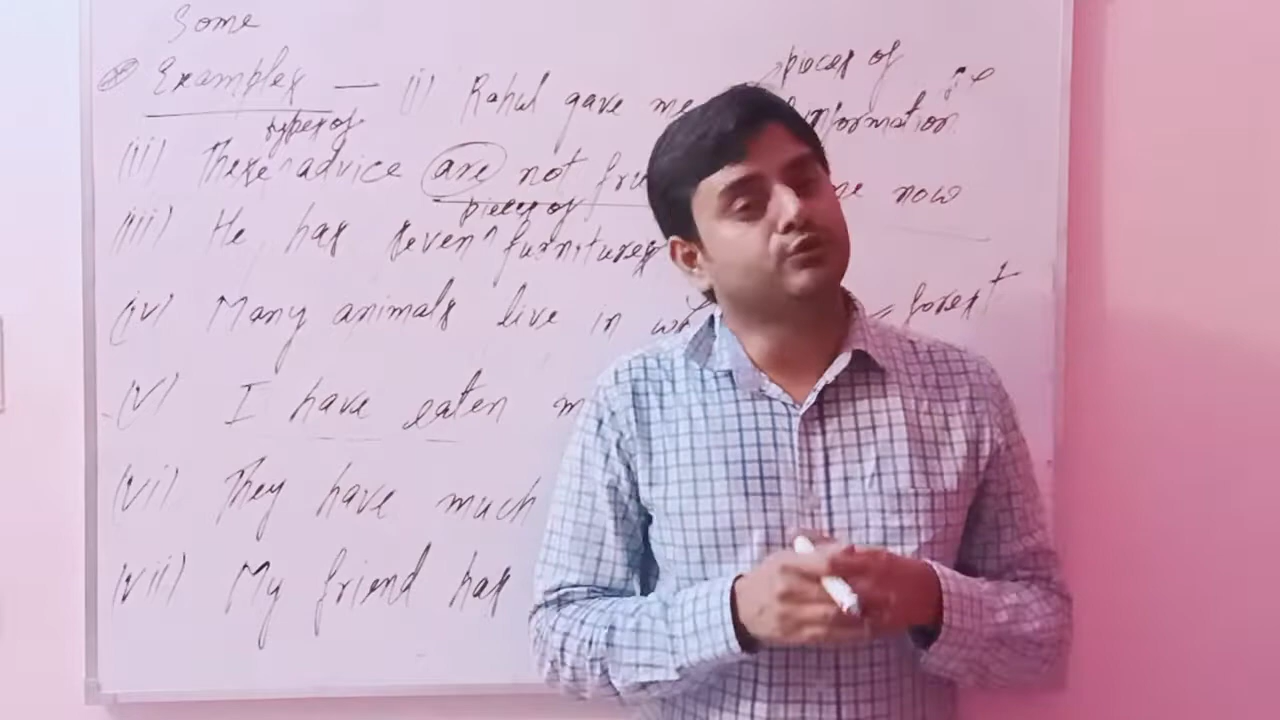 Some
Examples — (i) Rahul gave me information
pieces of
types of
(ii) These ^ advice are not now
pieces of
(iii) He has seven ^ furnitures
(iv) Many animals live in = forest
(v) I have eaten
(vi) They have much
(vii) My friend has